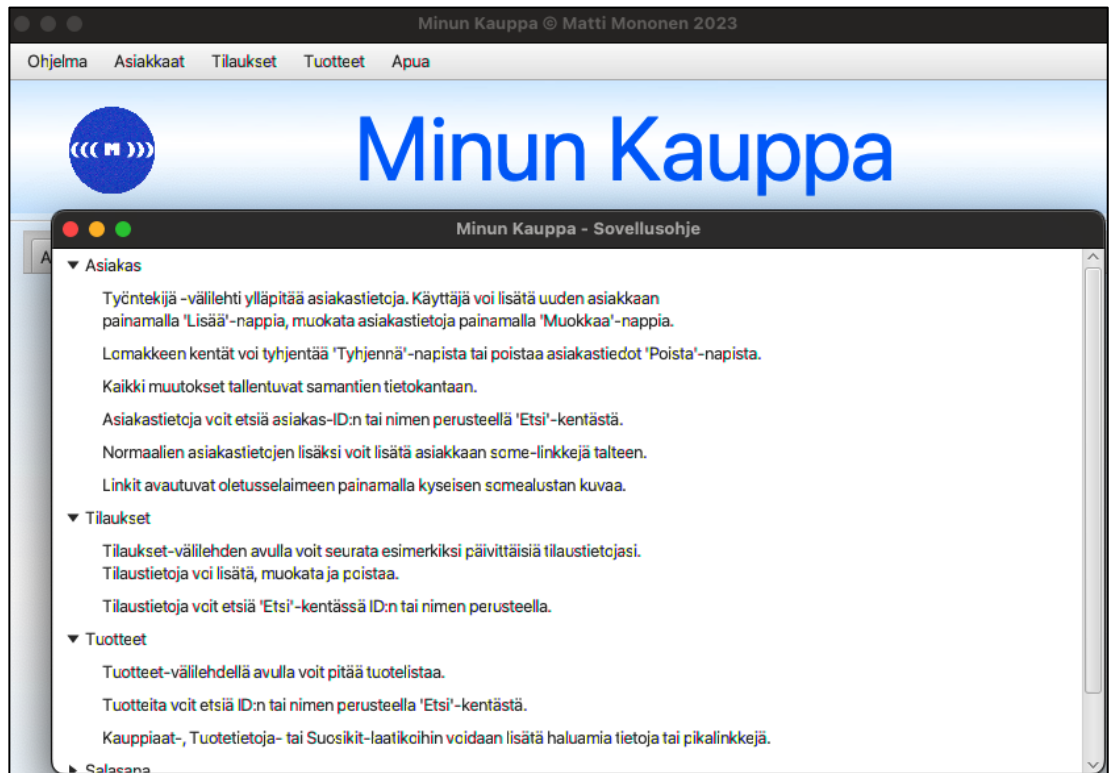 Minun Kauppa © Matti Mononen 2023
Ohjelma Asiakkaat Tilaukset Tuotteet Apua
((( M )))
Minun Kauppa
Minun Kauppa - Sovellusohje
A
Asiakas
Työntekijä -välilehti ylläpitää asiakastietoja. Käyttäjä voi lisätä uuden asiakkaan
painamalla 'Lisää'-nappia, muokata asiakastietoja painamalla 'Muokkaa'-nappia.
Lomakkeen kentät voi tyhjentää 'Tyhjennä'-napista tai poistaa asiakastiedot 'Poista'-napista.
Kaikki muutokset tallentuvat samantien tietokantaan.
Asiakastietoja voit etsiä asiakas-ID:n tai nimen perusteellä 'Etsi'-kentästä.
Normaalien asiakastietojen lisäksi voit lisätä asiakkaan some-linkkejä talteen.
Linkit avautuvat oletusselaimeen painamalla kyseisen somealustan kuvaa.
Tilaukset
Tilaukset-välilehden avulla voit seurata esimerkiksi päivittäisiä tilaustietojasi.
Tilaustietoja voi lisätä, muokata ja poistaa.
Tilaustietoja voit etsiä 'Etsi'-kentässä ID:n tai nimen perusteella.
Tuotteet
Tuotteet-välilehdellä avulla voit pitää tuotelistaa.
Tuotteita voit etsiä ID:n tai nimen perusteella 'Etsi'-kentästä.
Kauppiaat-, Tuotetietoja- tai Suosikit-laatikoihin voidaan lisätä haluamia tietoja tai pikalinkkejä.
Salasana